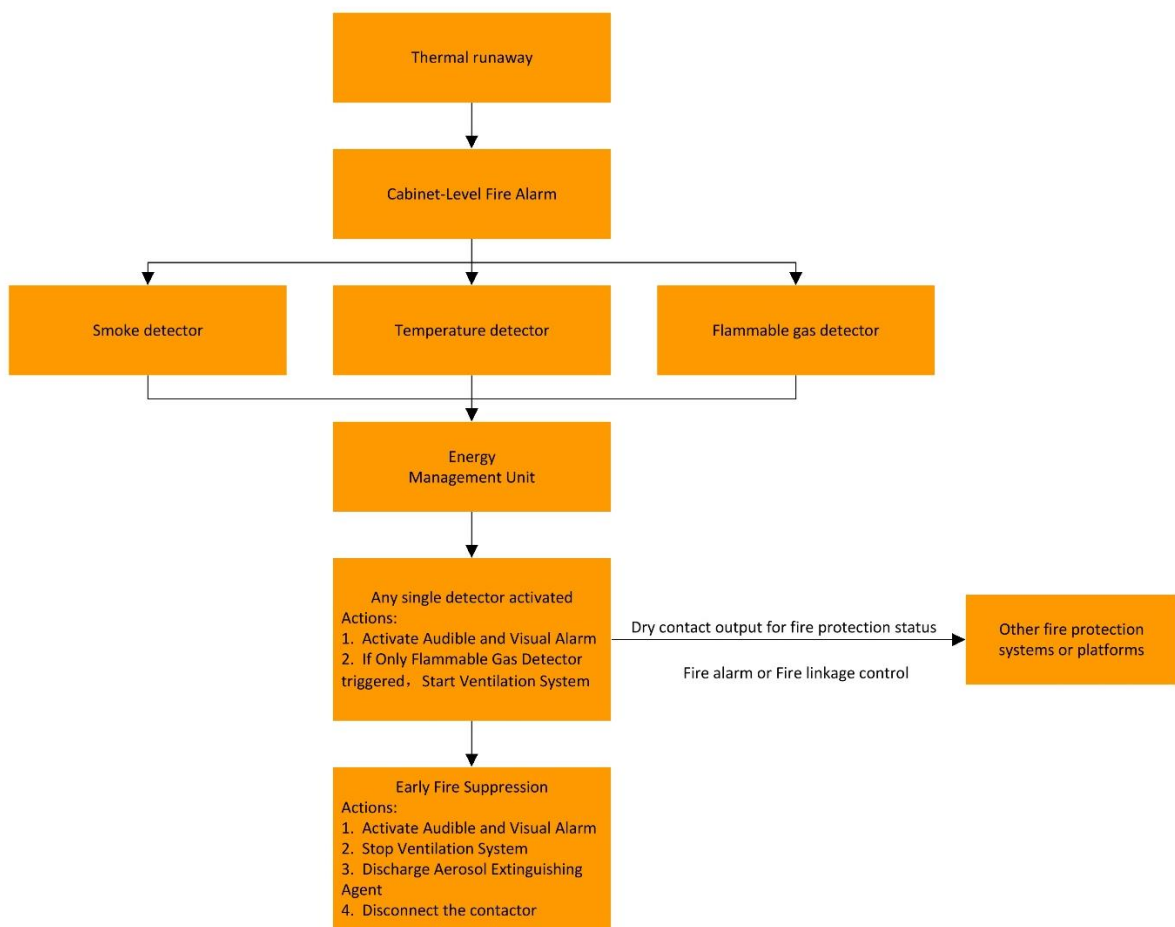 Thermal runaway
Cabinet-Level Fire Alarm
Smoke detector
Temperature detector
Flammable gas detector
Energy
Management Unit
Any single detector activated
Actions:
1. Activate Audible and Visual Alarm
2. If Only Flammable Gas Detector
triggered，Start Ventilation System
Dry contact output for fire protection status
Fire alarm or Fire linkage control
Other fire protection
systems or platforms
Early Fire Suppression
Actions:
1. Activate Audible and Visual Alarm
2. Stop Ventilation System
3. Discharge Aerosol Extinguishing
Agent
4. Disconnect the contactor